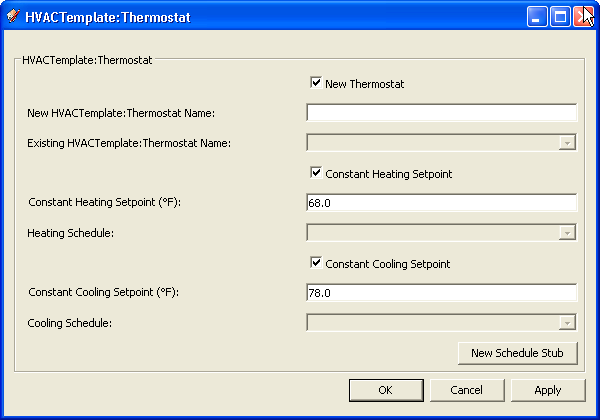 HVACTemplate:Thermostat
HVACTemplate:Thermostat
New Thermostat
New HVACTemplate:Thermostat Name:
Existing HVACTemplate:Thermostat Name:
Constant Heating Setpoint
Constant Heating Setpoint (°F): 68.0
Heating Schedule:
Constant Cooling Setpoint
Constant Cooling Setpoint (°F): 78.0
Cooling Schedule:
New Schedule Stub
OK Cancel Apply